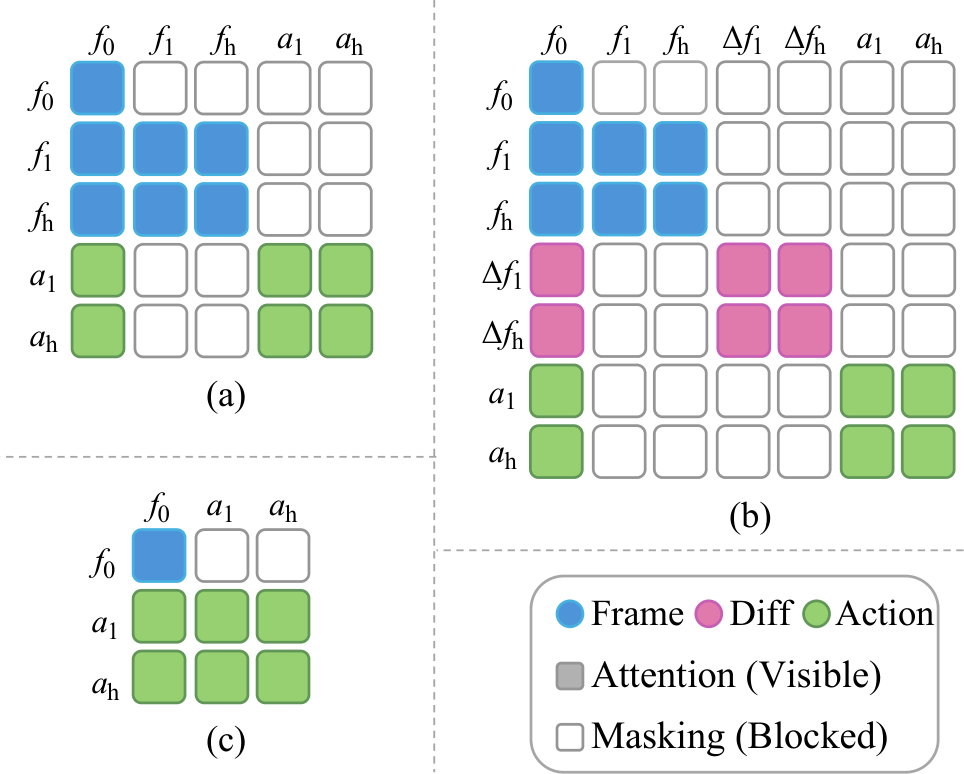 f0 f1 fh a1 ah
f0
f1
fh
a1
ah
(a)
f0 f1 fh Δf1 Δfh a1 ah
f0
f1
fh
Δf1
Δfh
a1
ah
(b)
f0 a1 ah
f0
a1
ah
(c)
Frame Diff Action
Attention (Visible)
Masking (Blocked)